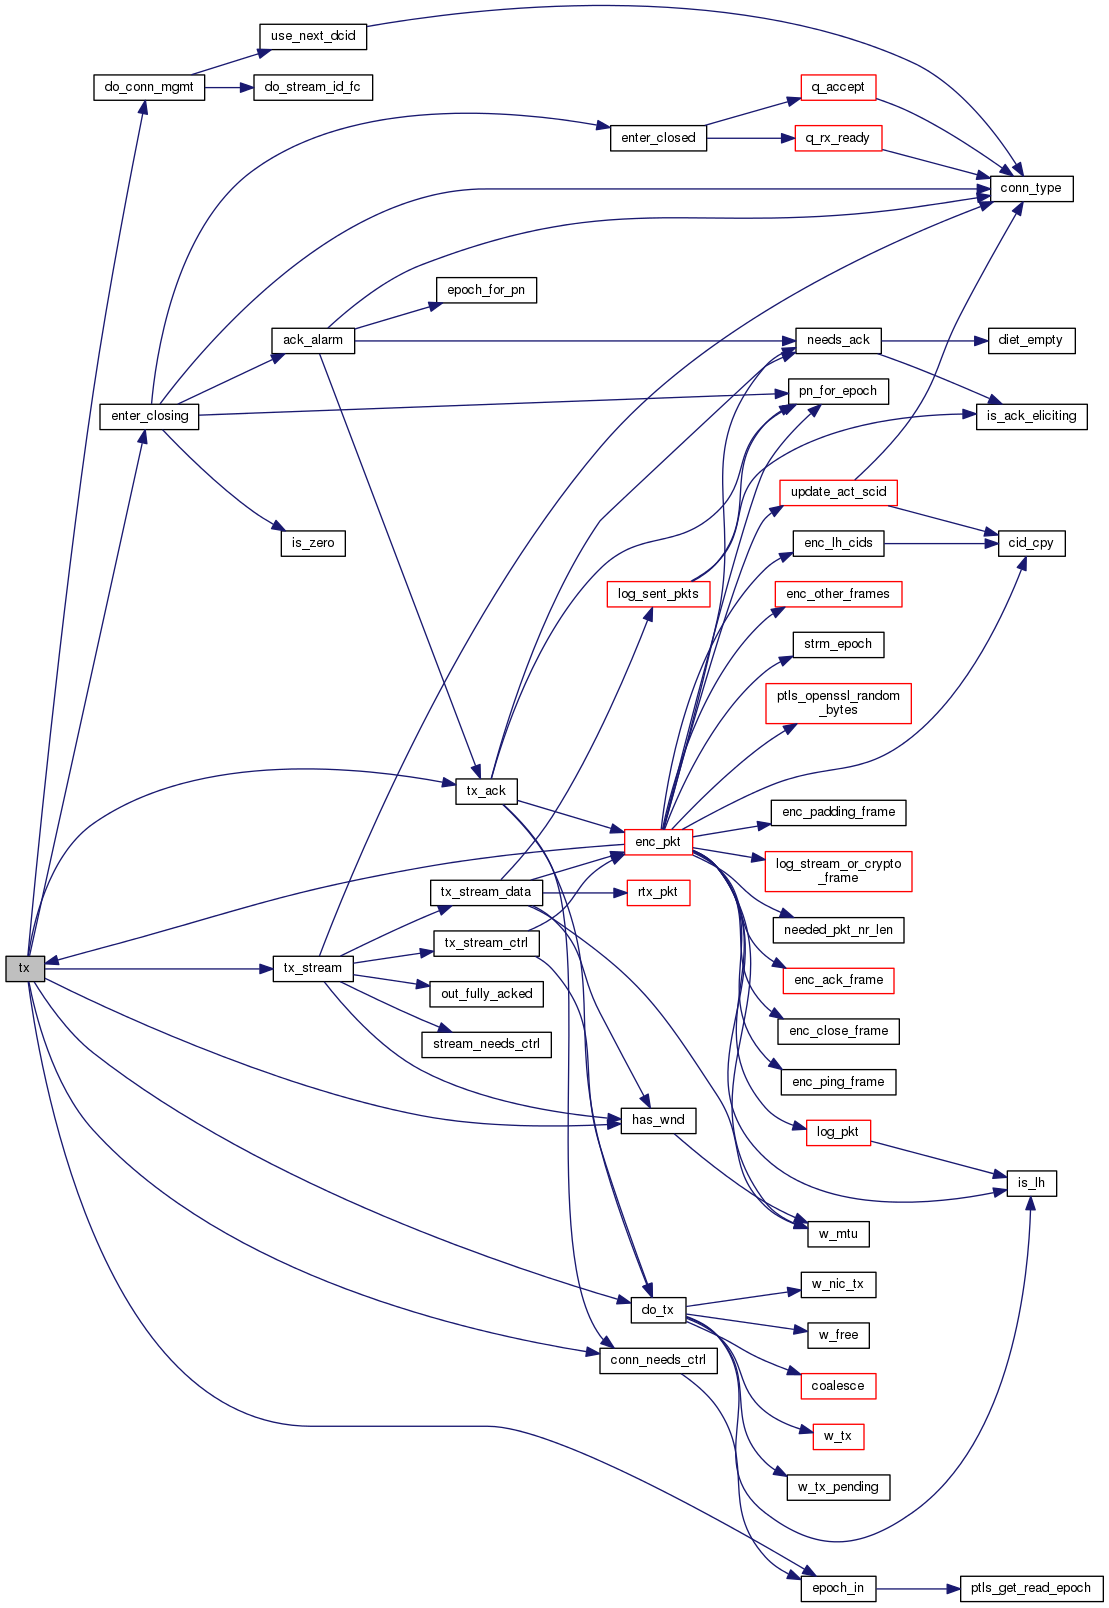 use_next_dcid
do_conn_mgmt
do_stream_id_fc
q_accept
enter_closed
q_rx_ready
conn_type
epoch_for_pn
ack_alarm
needs_ack
diet_empty
enter_closing
pn_for_epoch
is_ack_eliciting
update_act_scid
is_zero
enc_lh_cids
cid_cpy
log_sent_pkts
enc_other_frames
strm_epoch
ptls_openssl_random
_bytes
tx_ack
enc_padding_frame
enc_pkt
log_stream_or_crypto
_frame
tx_stream_data
rtx_pkt
needed_pkt_nr_len
tx_stream_ctrl
tx
tx_stream
enc_ack_frame
out_fully_acked
enc_close_frame
stream_needs_ctrl
enc_ping_frame
has_wnd
log_pkt
is_lh
w_mtu
w_nic_tx
do_tx
w_free
conn_needs_ctrl
coalesce
w_tx
w_tx_pending
epoch_in
ptls_get_read_epoch